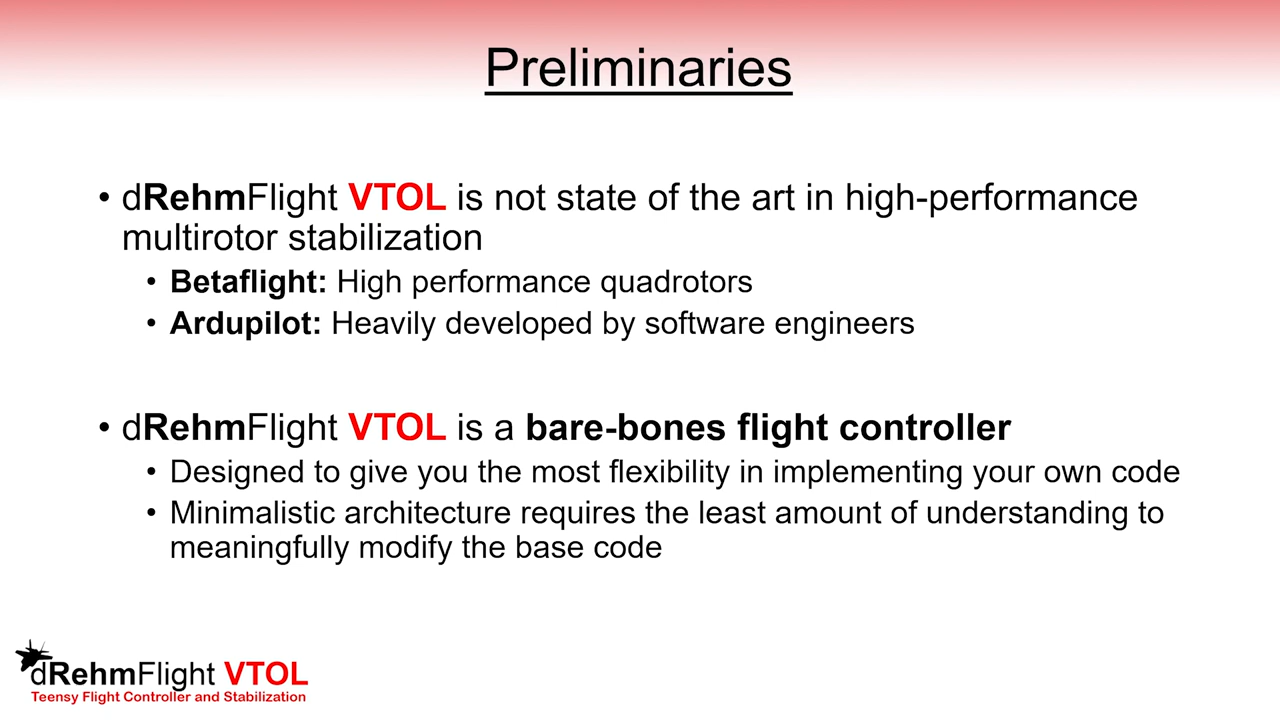 Preliminaries
• dRehmFlight VTOL is not state of the art in high-performance
multirotor stabilization
• Betaflight: High performance quadrotors
• Ardupilot: Heavily developed by software engineers
• dRehmFlight VTOL is a bare-bones flight controller
• Designed to give you the most flexibility in implementing your own code
• Minimalistic architecture requires the least amount of understanding to
meaningfully modify the base code
dRehmFlight VTOL
Teensy Flight Controller and Stabilization